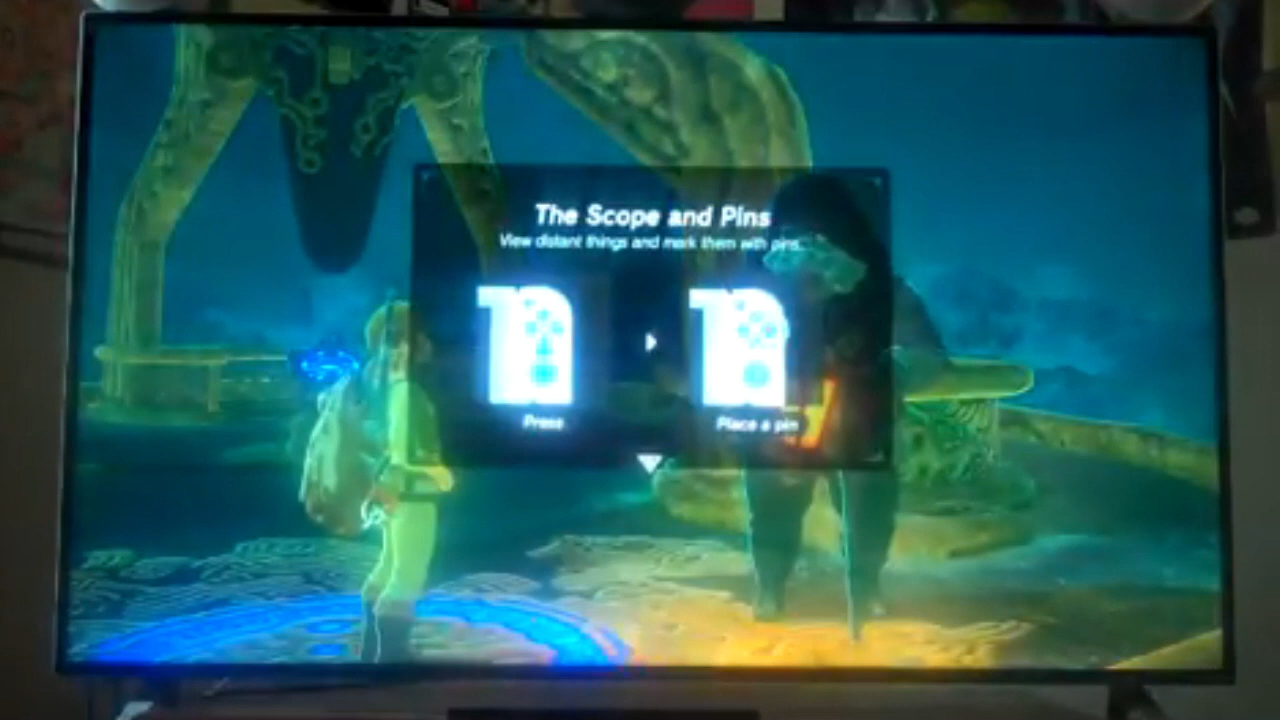 The Scope and Pins
View distant things and mark them with pins.
Press
Place a pin